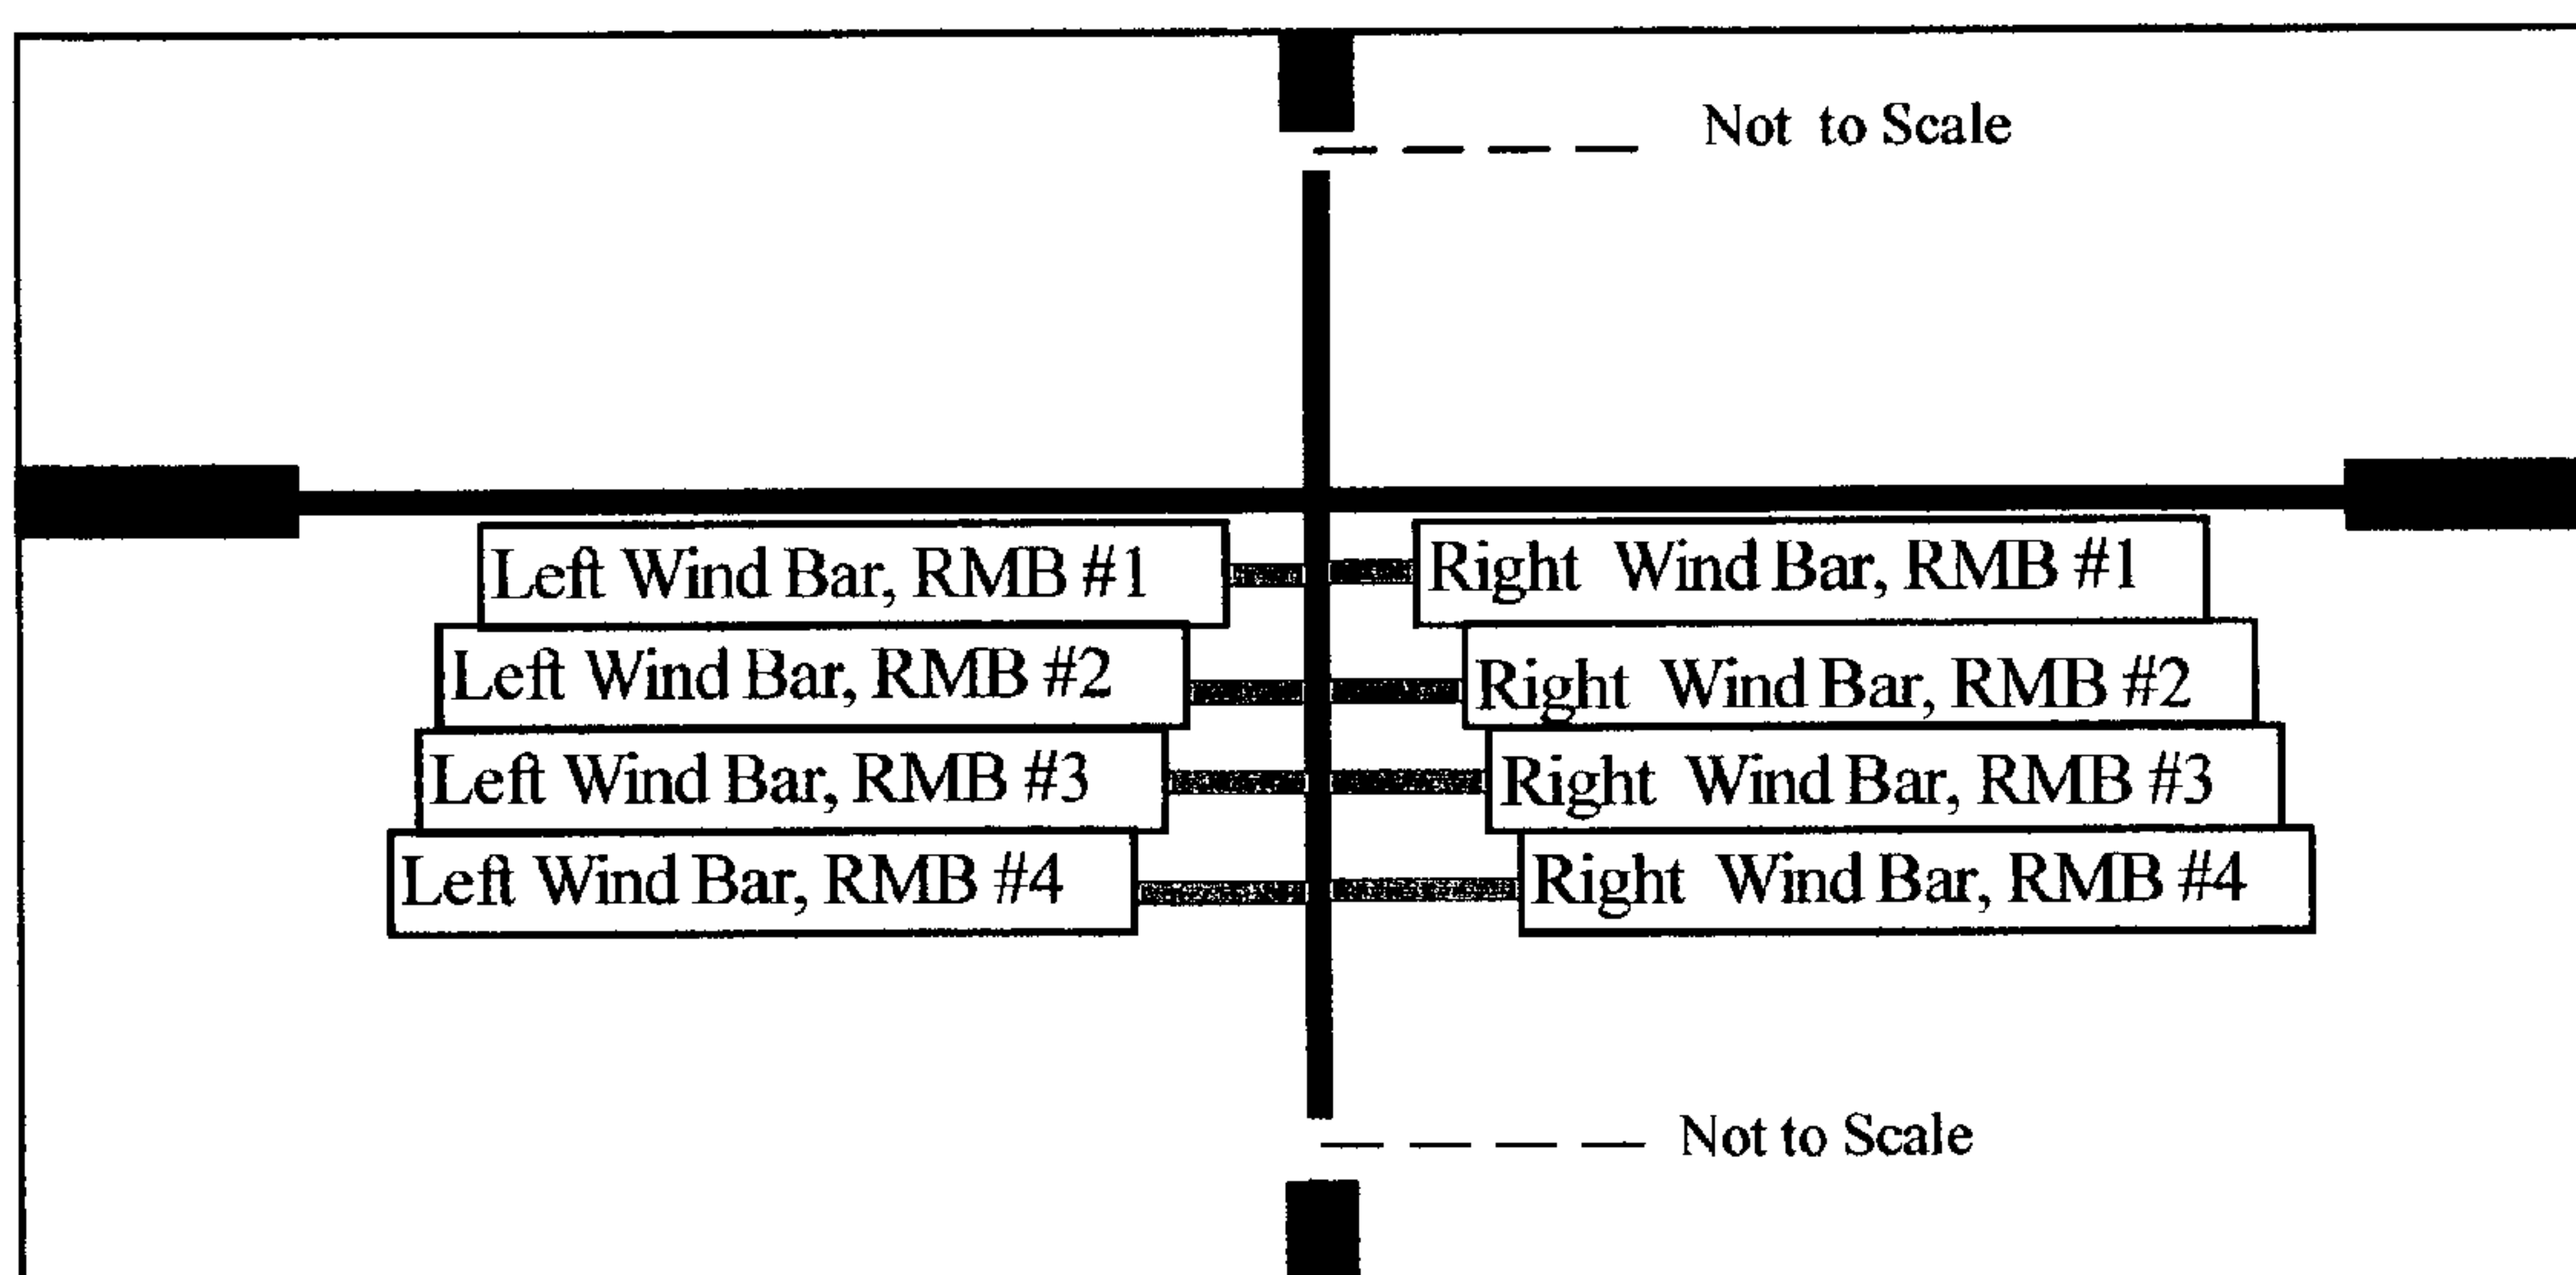 Not to Scale
Left Wind Bar, RMB #1
Right Wind Bar, RMB #1
Left Wind Bar, RMB #2
Right Wind Bar, RMB #2
Left Wind Bar, RMB #3
Right Wind Bar, RMB #3
Left Wind Bar, RMB #4
Right Wind Bar, RMB #4
Not to Scale